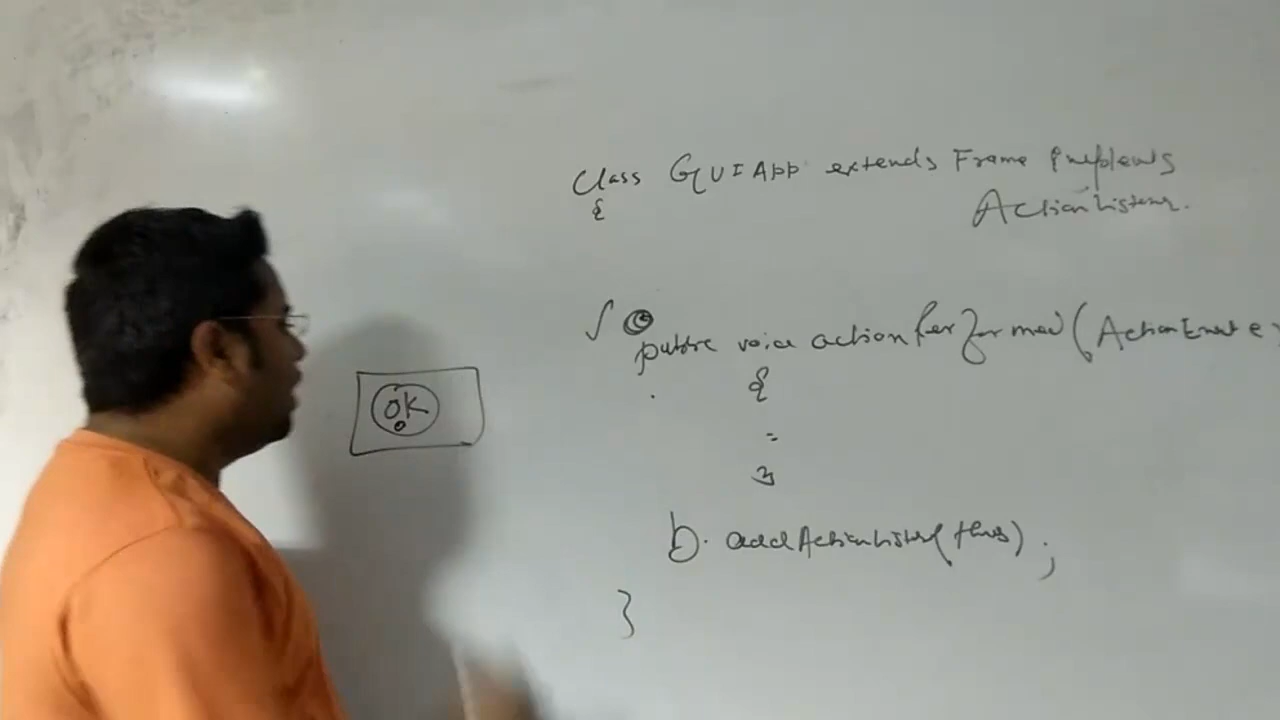 class GUIAPP extends Frame implements
{
ActionListener.
public void actionPerformed(ActionEvent e)
{
=
}
OK
b. addActionListener(this) ;
}